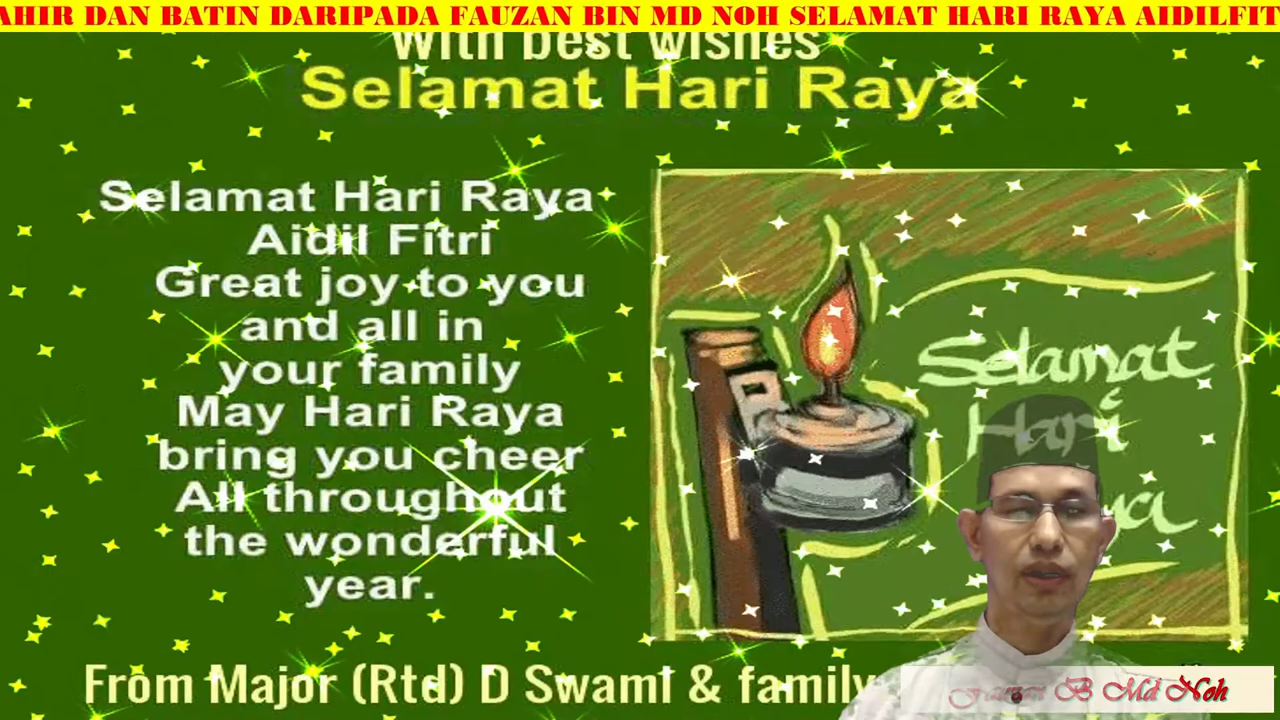 AHIR DAN BATIN DARIPADA FAUZAN BIN MD NOH SELAMAT HARI RAYA AIDILFIT
With best wishes
Selamat Hari Raya
Selamat Hari Raya
Aidil Fitri
Great joy to you
and all in
your family
May Hari Raya
bring you cheer
All throughout
the wonderful
year.
Selamat
Hari
From Major (Rtd) D Swami & family
B Md Noh